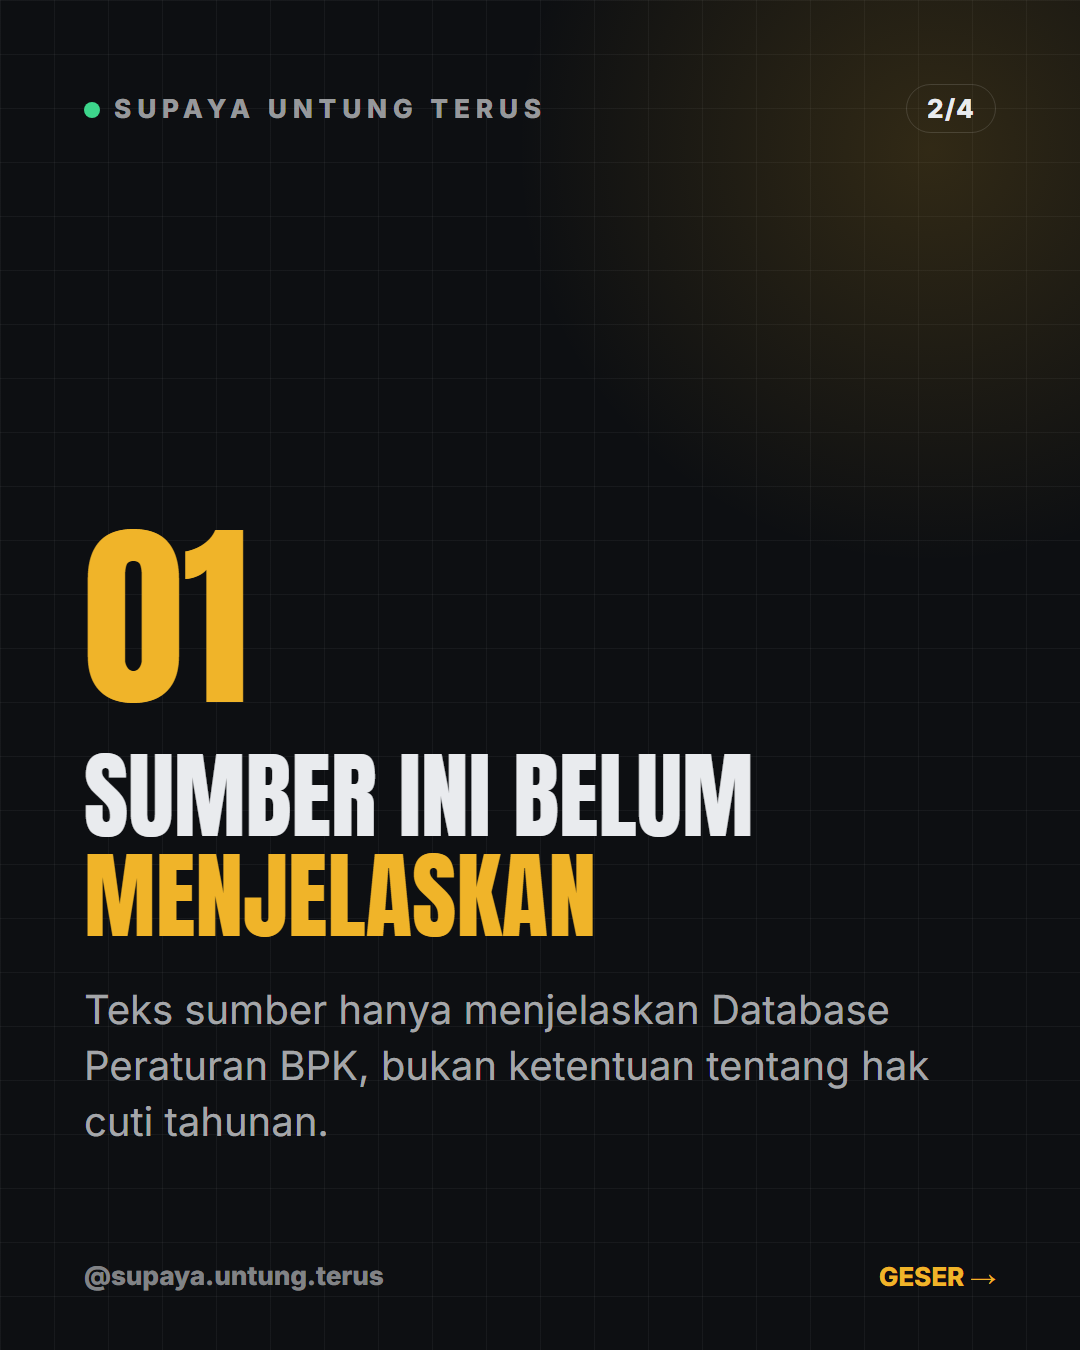 SUPAYA UNTUNG TERUS
2/4
01
SUMBER INI BELUM
MENJELASKAN
Teks sumber hanya menjelaskan Database
Peraturan BPK, bukan ketentuan tentang hak
cuti tahunan.
@supaya.untung.terus
GESER →